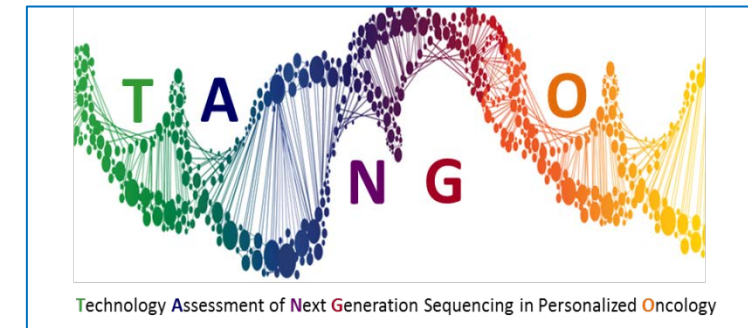 T A N G O
Technology Assessment of Next Generation Sequencing in Personalized Oncology